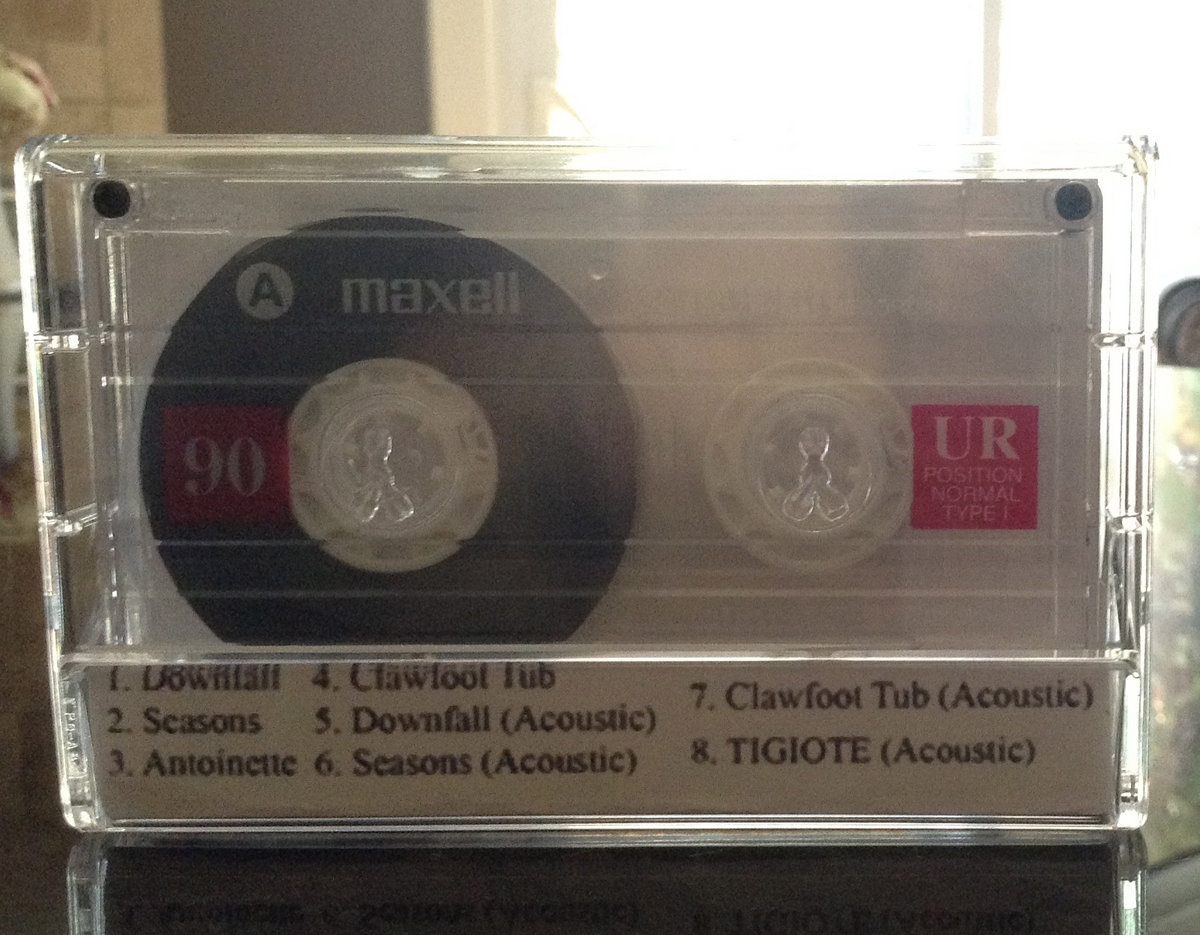 A maxell
90
UR
POSITION
NORMAL
TYPE I
1. Downfall
2. Seasons
3. Antoinette
4. Clawfoot Tub
5. Downfall (Acoustic)
6. Seasons (Acoustic)
7. Clawfoot Tub (Acoustic)
8. TIGIOTE (Acoustic)